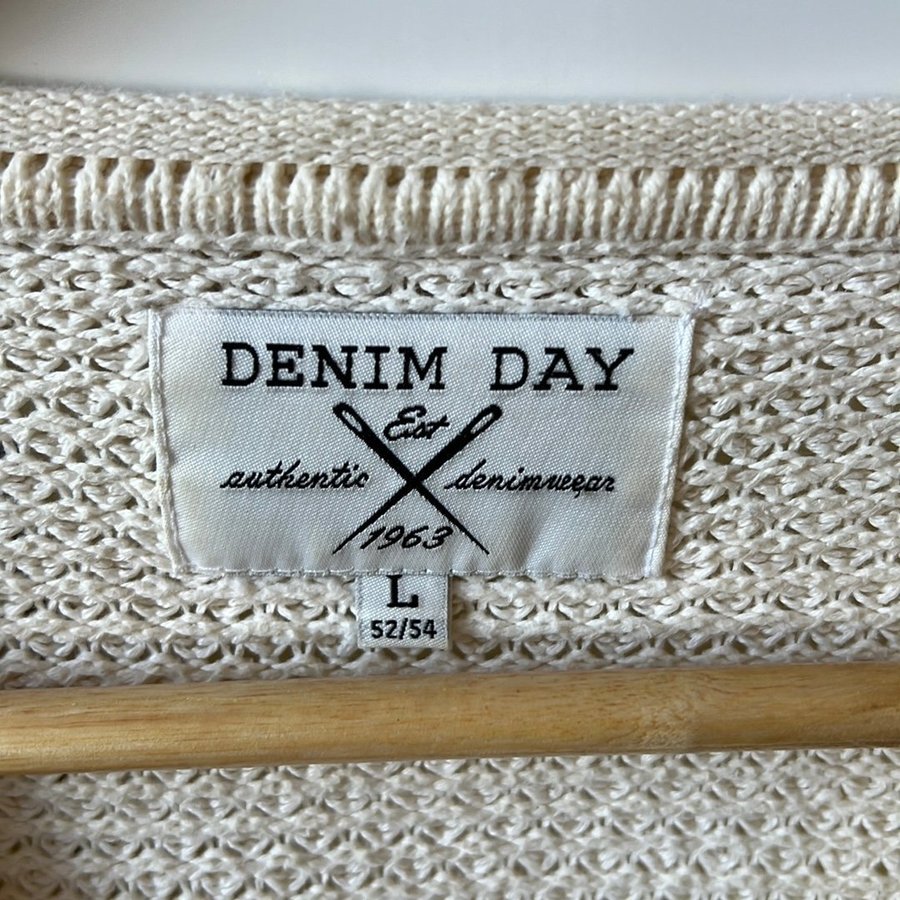 DENIM DAY
Est
authentic denimwear
1963
L
52/54